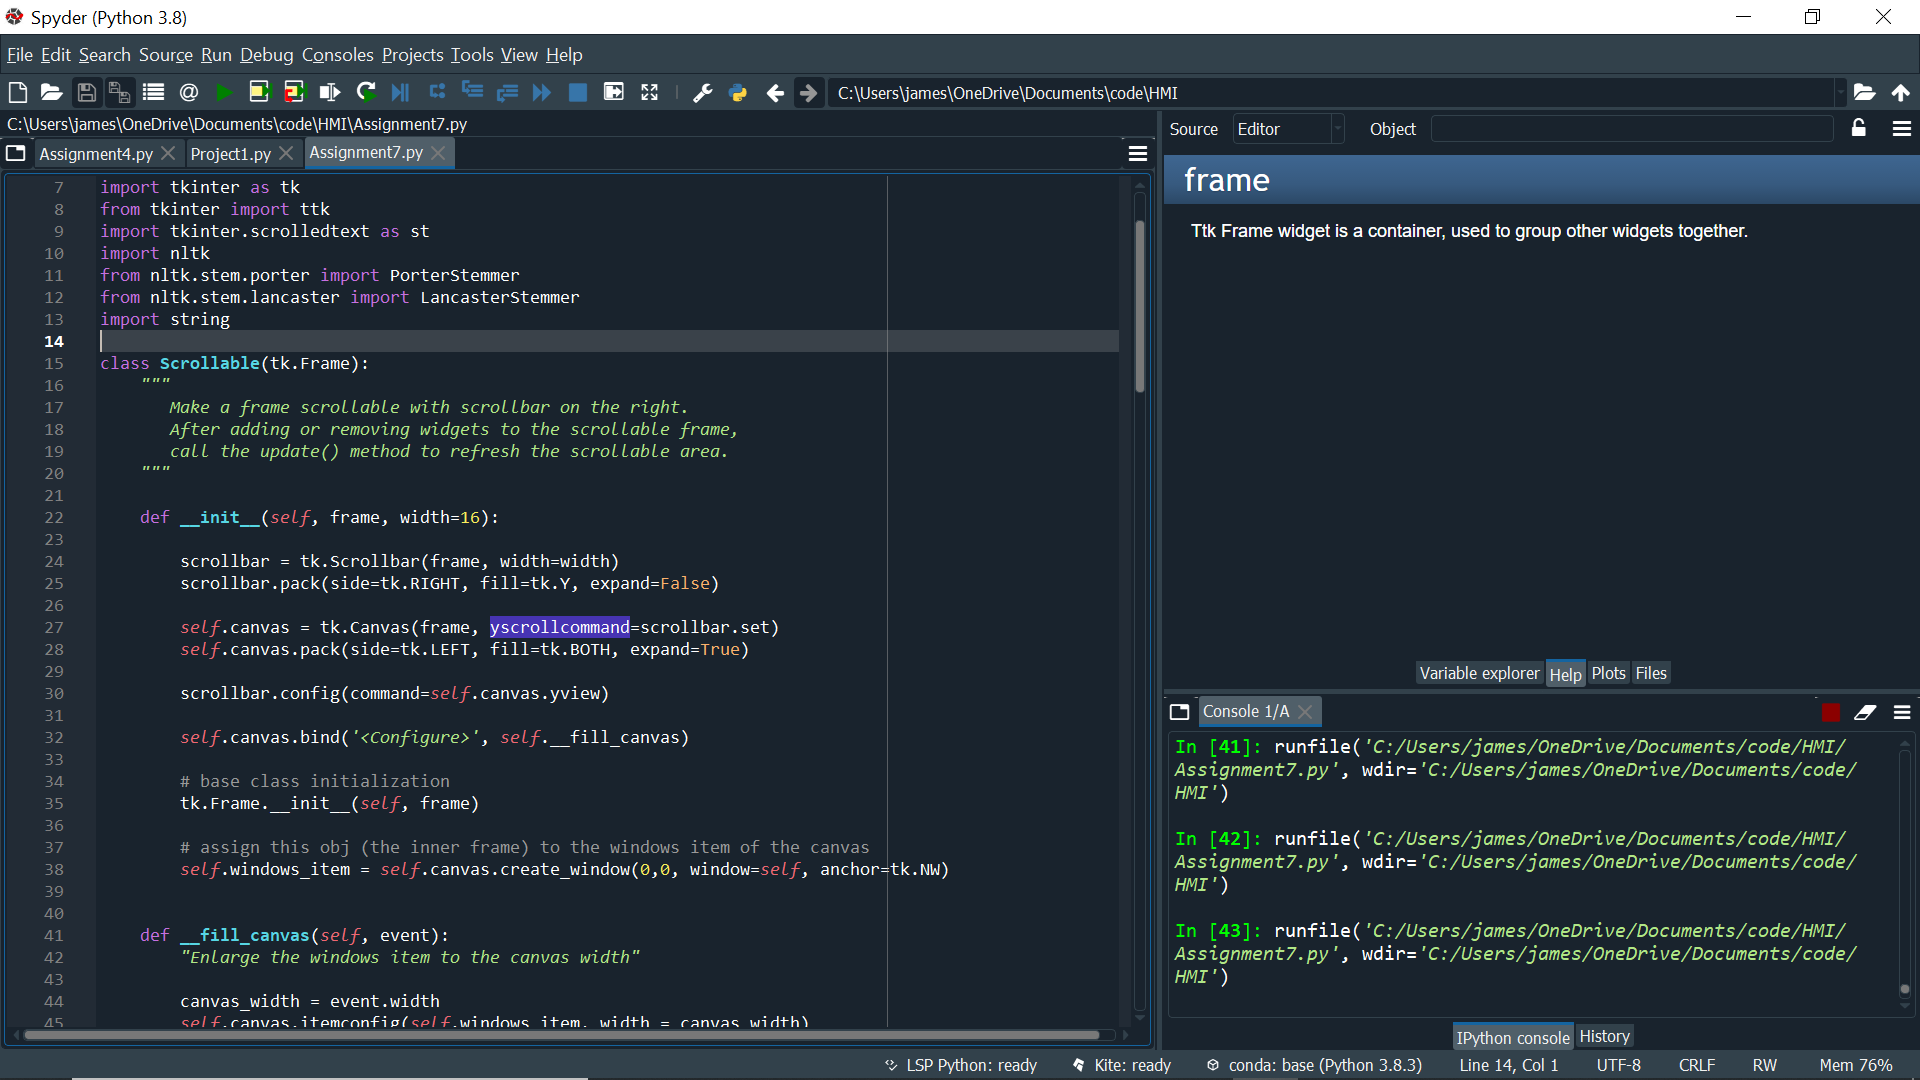 Spyder (Python 3.8)
File Edit Search Source Run Debug Consoles Projects Tools View Help
C:\Users\james\OneDrive\Documents\code\HMI
C:\Users\james\OneDrive\Documents\code\HMI\Assignment7.py
Assignment4.py Project1.py Assignment7.py
7 import tkinter as tk
8 from tkinter import ttk
9 import tkinter.scrolledtext as st
10 import nltk
11 from nltk.stem.porter import PorterStemmer
12 from nltk.stem.lancaster import LancasterStemmer
13 import string
14
15 class Scrollable(tk.Frame):
16 """
17 Make a frame scrollable with scrollbar on the right.
18 After adding or removing widgets to the scrollable frame,
19 call the update() method to refresh the scrollable area.
20 """
21
22 def __init__(self, frame, width=16):
23
24 scrollbar = tk.Scrollbar(frame, width=width)
25 scrollbar.pack(side=tk.RIGHT, fill=tk.Y, expand=False)
26
27 self.canvas = tk.Canvas(frame, yscrollcommand=scrollbar.set)
28 self.canvas.pack(side=tk.LEFT, fill=tk.BOTH, expand=True)
29
30 scrollbar.config(command=self.canvas.yview)
31
32 self.canvas.bind('<Configure>', self.__fill_canvas)
33
34 # base class initialization
35 tk.Frame.__init__(self, frame)
36
37 # assign this obj (the inner frame) to the windows item of the canvas
38 self.windows_item = self.canvas.create_window(0,0, window=self, anchor=tk.NW)
39
40
41 def __fill_canvas(self, event):
42 "Enlarge the windows item to the canvas width"
43
44 canvas_width = event.width
45 self.canvas.itemconfig(self.windows_item, width = canvas_width)
Source Editor Object
frame
Ttk Frame widget is a container, used to group other widgets together.
Variable explorer Help Plots Files
Console 1/A
In [41]: runfile('C:/Users/james/OneDrive/Documents/code/HMI/
Assignment7.py', wdir='C:/Users/james/OneDrive/Documents/code/
HMI')
In [42]: runfile('C:/Users/james/OneDrive/Documents/code/HMI/
Assignment7.py', wdir='C:/Users/james/OneDrive/Documents/code/
HMI')
In [43]: runfile('C:/Users/james/OneDrive/Documents/code/HMI/
Assignment7.py', wdir='C:/Users/james/OneDrive/Documents/code/
HMI')
IPython console History
LSP Python: ready Kite: ready conda: base (Python 3.8.3) Line 14, Col 1 UTF-8 CRLF RW Mem 76%